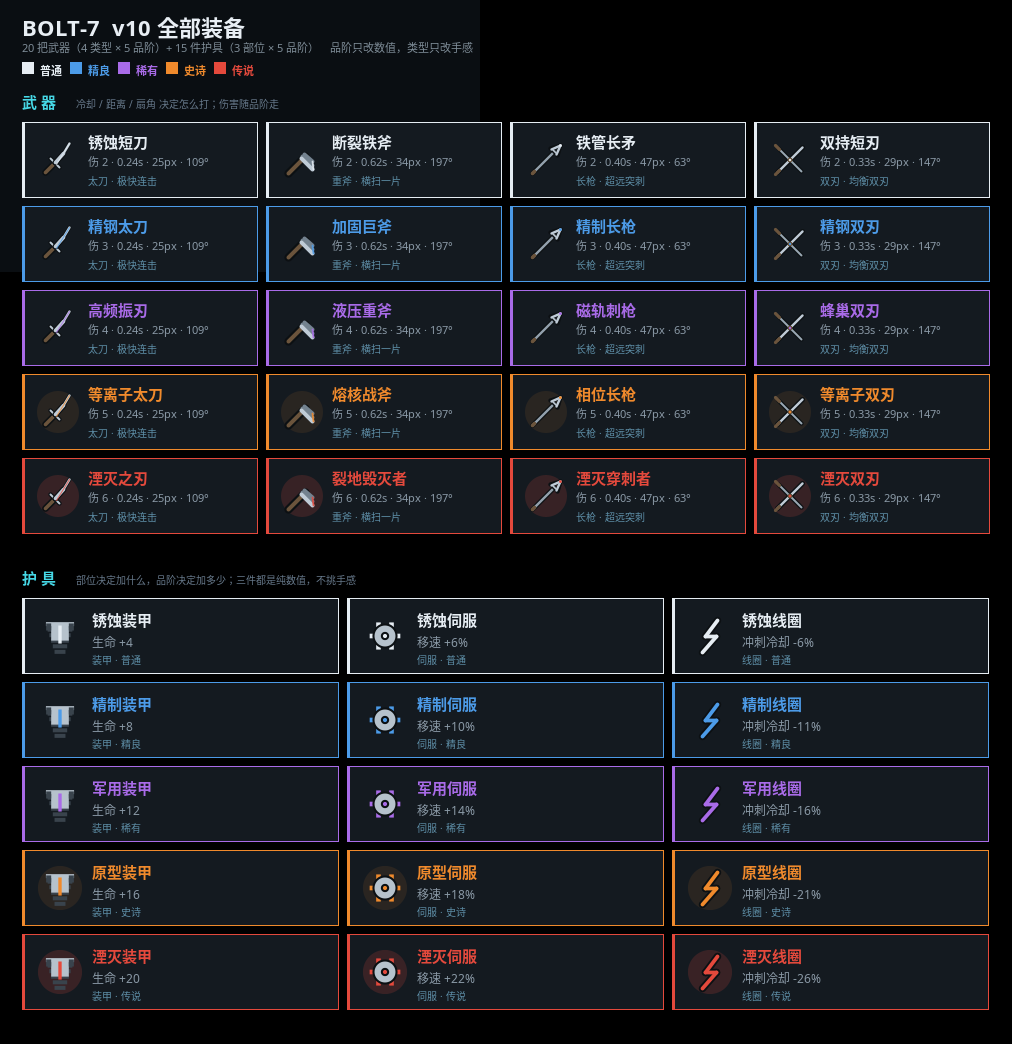 BOLT-7 v10 全部装备
20 把武器（4 类型 × 5 品阶）+ 15 件护具（3 部位 × 5 品阶） 品阶只改数值，类型只改手感
普通 精良 稀有 史诗 传说
武 器 冷却 / 距离 / 扇角 决定怎么打；伤害随品阶走
锈蚀短刀
伤 2 · 0.24s · 25px · 109°
太刀 · 极快连击
断裂铁斧
伤 2 · 0.62s · 34px · 197°
重斧 · 横扫一片
铁管长矛
伤 2 · 0.40s · 47px · 63°
长枪 · 超远突刺
双持短刃
伤 2 · 0.33s · 29px · 147°
双刃 · 均衡双刃
精钢太刀
伤 3 · 0.24s · 25px · 109°
太刀 · 极快连击
加固巨斧
伤 3 · 0.62s · 34px · 197°
重斧 · 横扫一片
精制长枪
伤 3 · 0.40s · 47px · 63°
长枪 · 超远突刺
精钢双刃
伤 3 · 0.33s · 29px · 147°
双刃 · 均衡双刃
高频振刃
伤 4 · 0.24s · 25px · 109°
太刀 · 极快连击
液压重斧
伤 4 · 0.62s · 34px · 197°
重斧 · 横扫一片
磁轨刺枪
伤 4 · 0.40s · 47px · 63°
长枪 · 超远突刺
蜂巢双刃
伤 4 · 0.33s · 29px · 147°
双刃 · 均衡双刃
等离子太刀
伤 5 · 0.24s · 25px · 109°
太刀 · 极快连击
熔核战斧
伤 5 · 0.62s · 34px · 197°
重斧 · 横扫一片
相位长枪
伤 5 · 0.40s · 47px · 63°
长枪 · 超远突刺
等离子双刃
伤 5 · 0.33s · 29px · 147°
双刃 · 均衡双刃
湮灭之刃
伤 6 · 0.24s · 25px · 109°
太刀 · 极快连击
裂地毁灭者
伤 6 · 0.62s · 34px · 197°
重斧 · 横扫一片
湮灭穿刺者
伤 6 · 0.40s · 47px · 63°
长枪 · 超远突刺
湮灭双刃
伤 6 · 0.33s · 29px · 147°
双刃 · 均衡双刃
护 具 部位决定加什么，品阶决定加多少；三件都是纯数值，不挑手感
锈蚀装甲
生命 +4
装甲 · 普通
锈蚀伺服
移速 +6%
伺服 · 普通
锈蚀线圈
冲刺冷却 -6%
线圈 · 普通
精制装甲
生命 +8
装甲 · 精良
精制伺服
移速 +10%
伺服 · 精良
精制线圈
冲刺冷却 -11%
线圈 · 精良
军用装甲
生命 +12
装甲 · 稀有
军用伺服
移速 +14%
伺服 · 稀有
军用线圈
冲刺冷却 -16%
线圈 · 稀有
原型装甲
生命 +16
装甲 · 史诗
原型伺服
移速 +18%
伺服 · 史诗
原型线圈
冲刺冷却 -21%
线圈 · 史诗
湮灭装甲
生命 +20
装甲 · 传说
湮灭伺服
移速 +22%
伺服 · 传说
湮灭线圈
冲刺冷却 -26%
线圈 · 传说